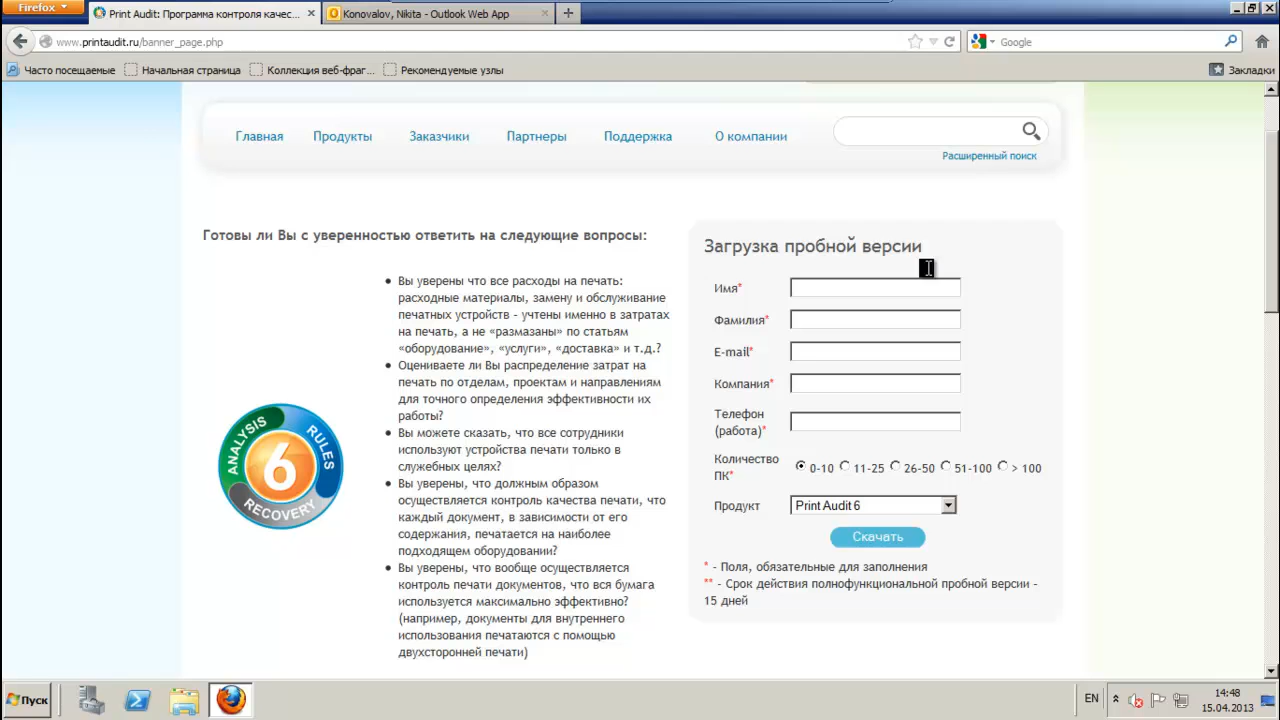 Firefox
Print Audit: Программа контроля качес...
Konovalov, Nikita - Outlook Web App
www.printaudit.ru/banner_page.php
Google
Часто посещаемые
Начальная страница
Коллекция веб-фраг...
Рекомендуемые узлы
Закладки
Главная
Продукты
Заказчики
Партнеры
Поддержка
О компании
Расширенный поиск
Готовы ли Вы с уверенностью ответить на следующие вопросы:
ANALYSIS
RULES
RECOVERY
6
Вы уверены что все расходы на печать:
расходные материалы, замену и обслуживание
печатных устройств - учтены именно в затратах
на печать, а не «размазаны» по статьям
«оборудование», «услуги», «доставка» и т.д.?
Оцениваете ли Вы распределение затрат на
печать по отделам, проектам и направлениям
для точного определения эффективности их
работы?
Вы можете сказать, что все сотрудники
используют устройства печати только в
служебных целях?
Вы уверены, что должным образом
осуществляется контроль качества печати, что
каждый документ, в зависимости от его
содержания, печатается на наиболее
подходящем оборудовании?
Вы уверены, что вообще осуществляется
контроль печати документов, что вся бумага
используется максимально эффективно?
(например, документы для внутреннего
использования печатаются с помощью
двухсторонней печати)
Загрузка пробной версии
Имя*
Фамилия*
E-mail*
Компания*
Телефон
(работа)*
Количество
ПК*
0-10 11-25 26-50 51-100 > 100
Продукт
Print Audit 6
Скачать
* - Поля, обязательные для заполнения
** - Срок действия полнофункциональной пробной версии -
15 дней
Пуск
EN
14:48
15.04.2013